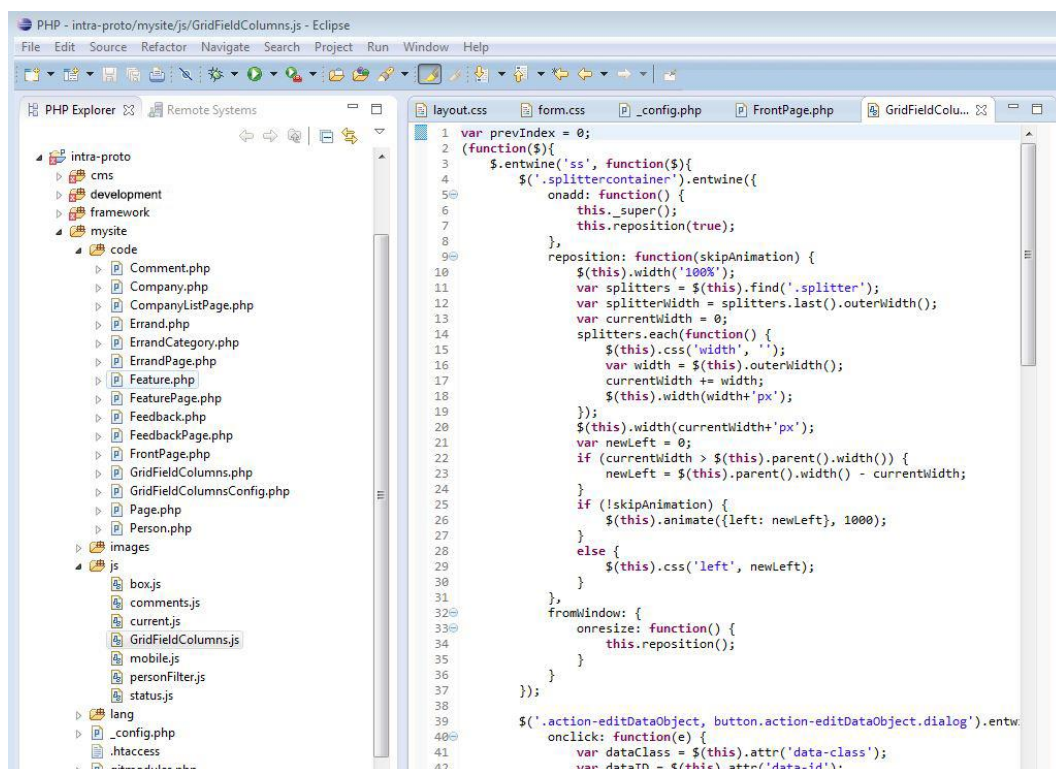 PHP - intra-proto/mysite/js/GridFieldColumns.js - Eclipse
File Edit Source Refactor Navigate Search Project Run Window Help
PHP Explorer Remote Systems
intra-proto
cms
development
framework
mysite
code
Comment.php
Company.php
CompanyListPage.php
Errand.php
ErrandCategory.php
ErrandPage.php
Feature.php
FeaturePage.php
Feedback.php
FeedbackPage.php
FrontPage.php
GridFieldColumns.php
GridFieldColumnsConfig.php
Page.php
Person.php
images
js
box.js
comments.js
current.js
GridFieldColumns.js
mobile.js
personFilter.js
status.js
lang
_config.php
.htaccess
gitmodular.php
layout.css form.css _config.php FrontPage.php GridFieldColu...
1 var prevIndex = 0;
2 (function($){
3 $.entwine('ss', function($){
4 $('.splittercontainer').entwine({
5 onadd: function() {
6 this._super();
7 this.reposition(true);
8 },
9 reposition: function(skipAnimation) {
10 $(this).width('100%');
11 var splitters = $(this).find('.splitter');
12 var splitterWidth = splitters.last().outerWidth();
13 var currentWidth = 0;
14 splitters.each(function() {
15 $(this).css('width', '');
16 var width = $(this).outerWidth();
17 currentWidth += width;
18 $(this).width(width+'px');
19 });
20 $(this).width(currentWidth+'px');
21 var newLeft = 0;
22 if (currentWidth > $(this).parent().width()) {
23 newLeft = $(this).parent().width() - currentWidth;
24 }
25 if (!skipAnimation) {
26 $(this).animate({left: newLeft}, 1000);
27 }
28 else {
29 $(this).css('left', newLeft);
30 }
31 },
32 fromWindow: {
33 onresize: function() {
34 this.reposition();
35 }
36 }
37 });
38
39 $('.action-editDataObject, button.action-editDataObject.dialog').entw
40 onclick: function(e) {
41 var dataClass = $(this).attr('data-class');
42 var dataID = $(this).attr('data-id');